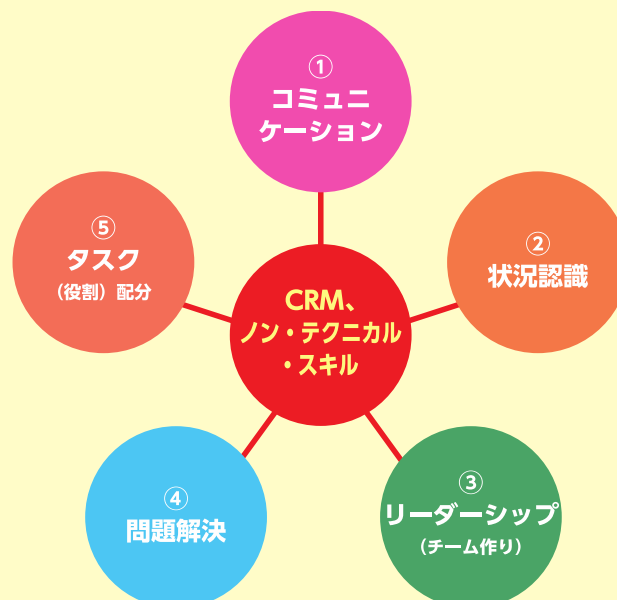 ①
コミュニ
ケーション
②
状況認識
③
リーダーシップ
（チーム作り）
④
問題解決
⑤
タスク
（役割）配分
CRM、
ノン・テクニカル
・スキル